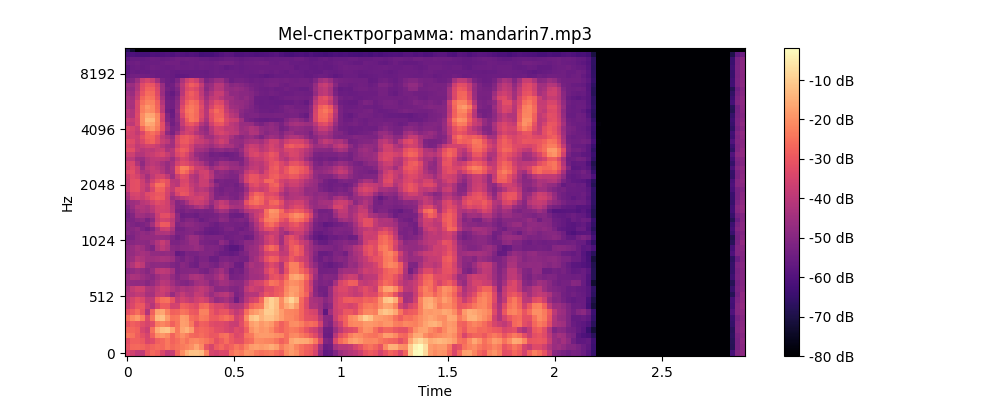 Mel-спектрограмма: mandarin7.mp3
8192
4096
2048
1024
512
0
Hz
0
0.5
1
1.5
2
2.5
Time
-10 dB
-20 dB
-30 dB
-40 dB
-50 dB
-60 dB
-70 dB
-80 dB